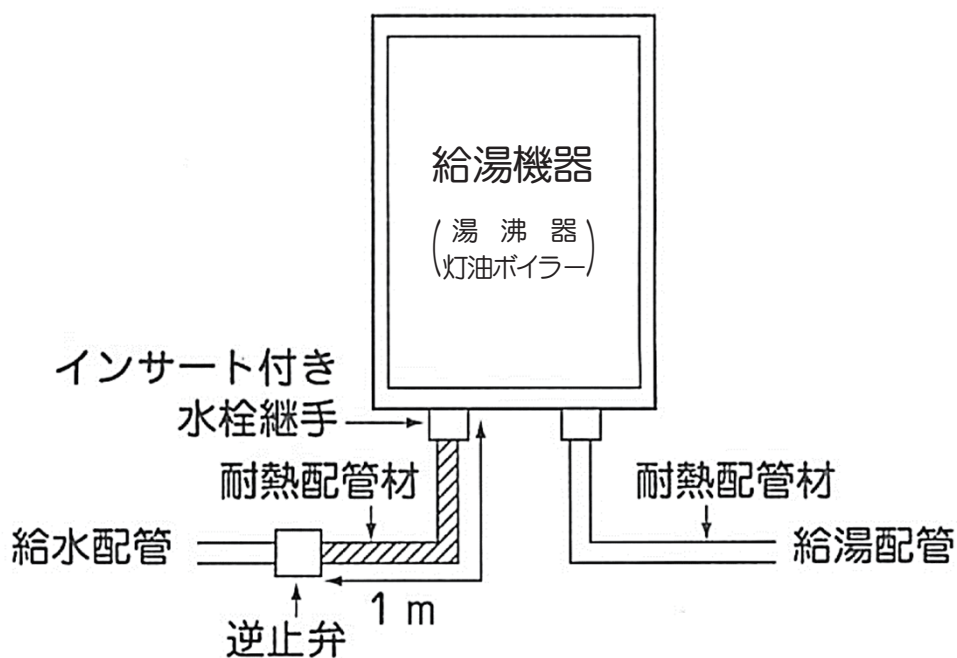 給湯機器
(湯沸器
灯油ボイラー)
インサート付き
水栓継手
耐熱配管材
耐熱配管材
給水配管
給湯配管
1m
逆止弁